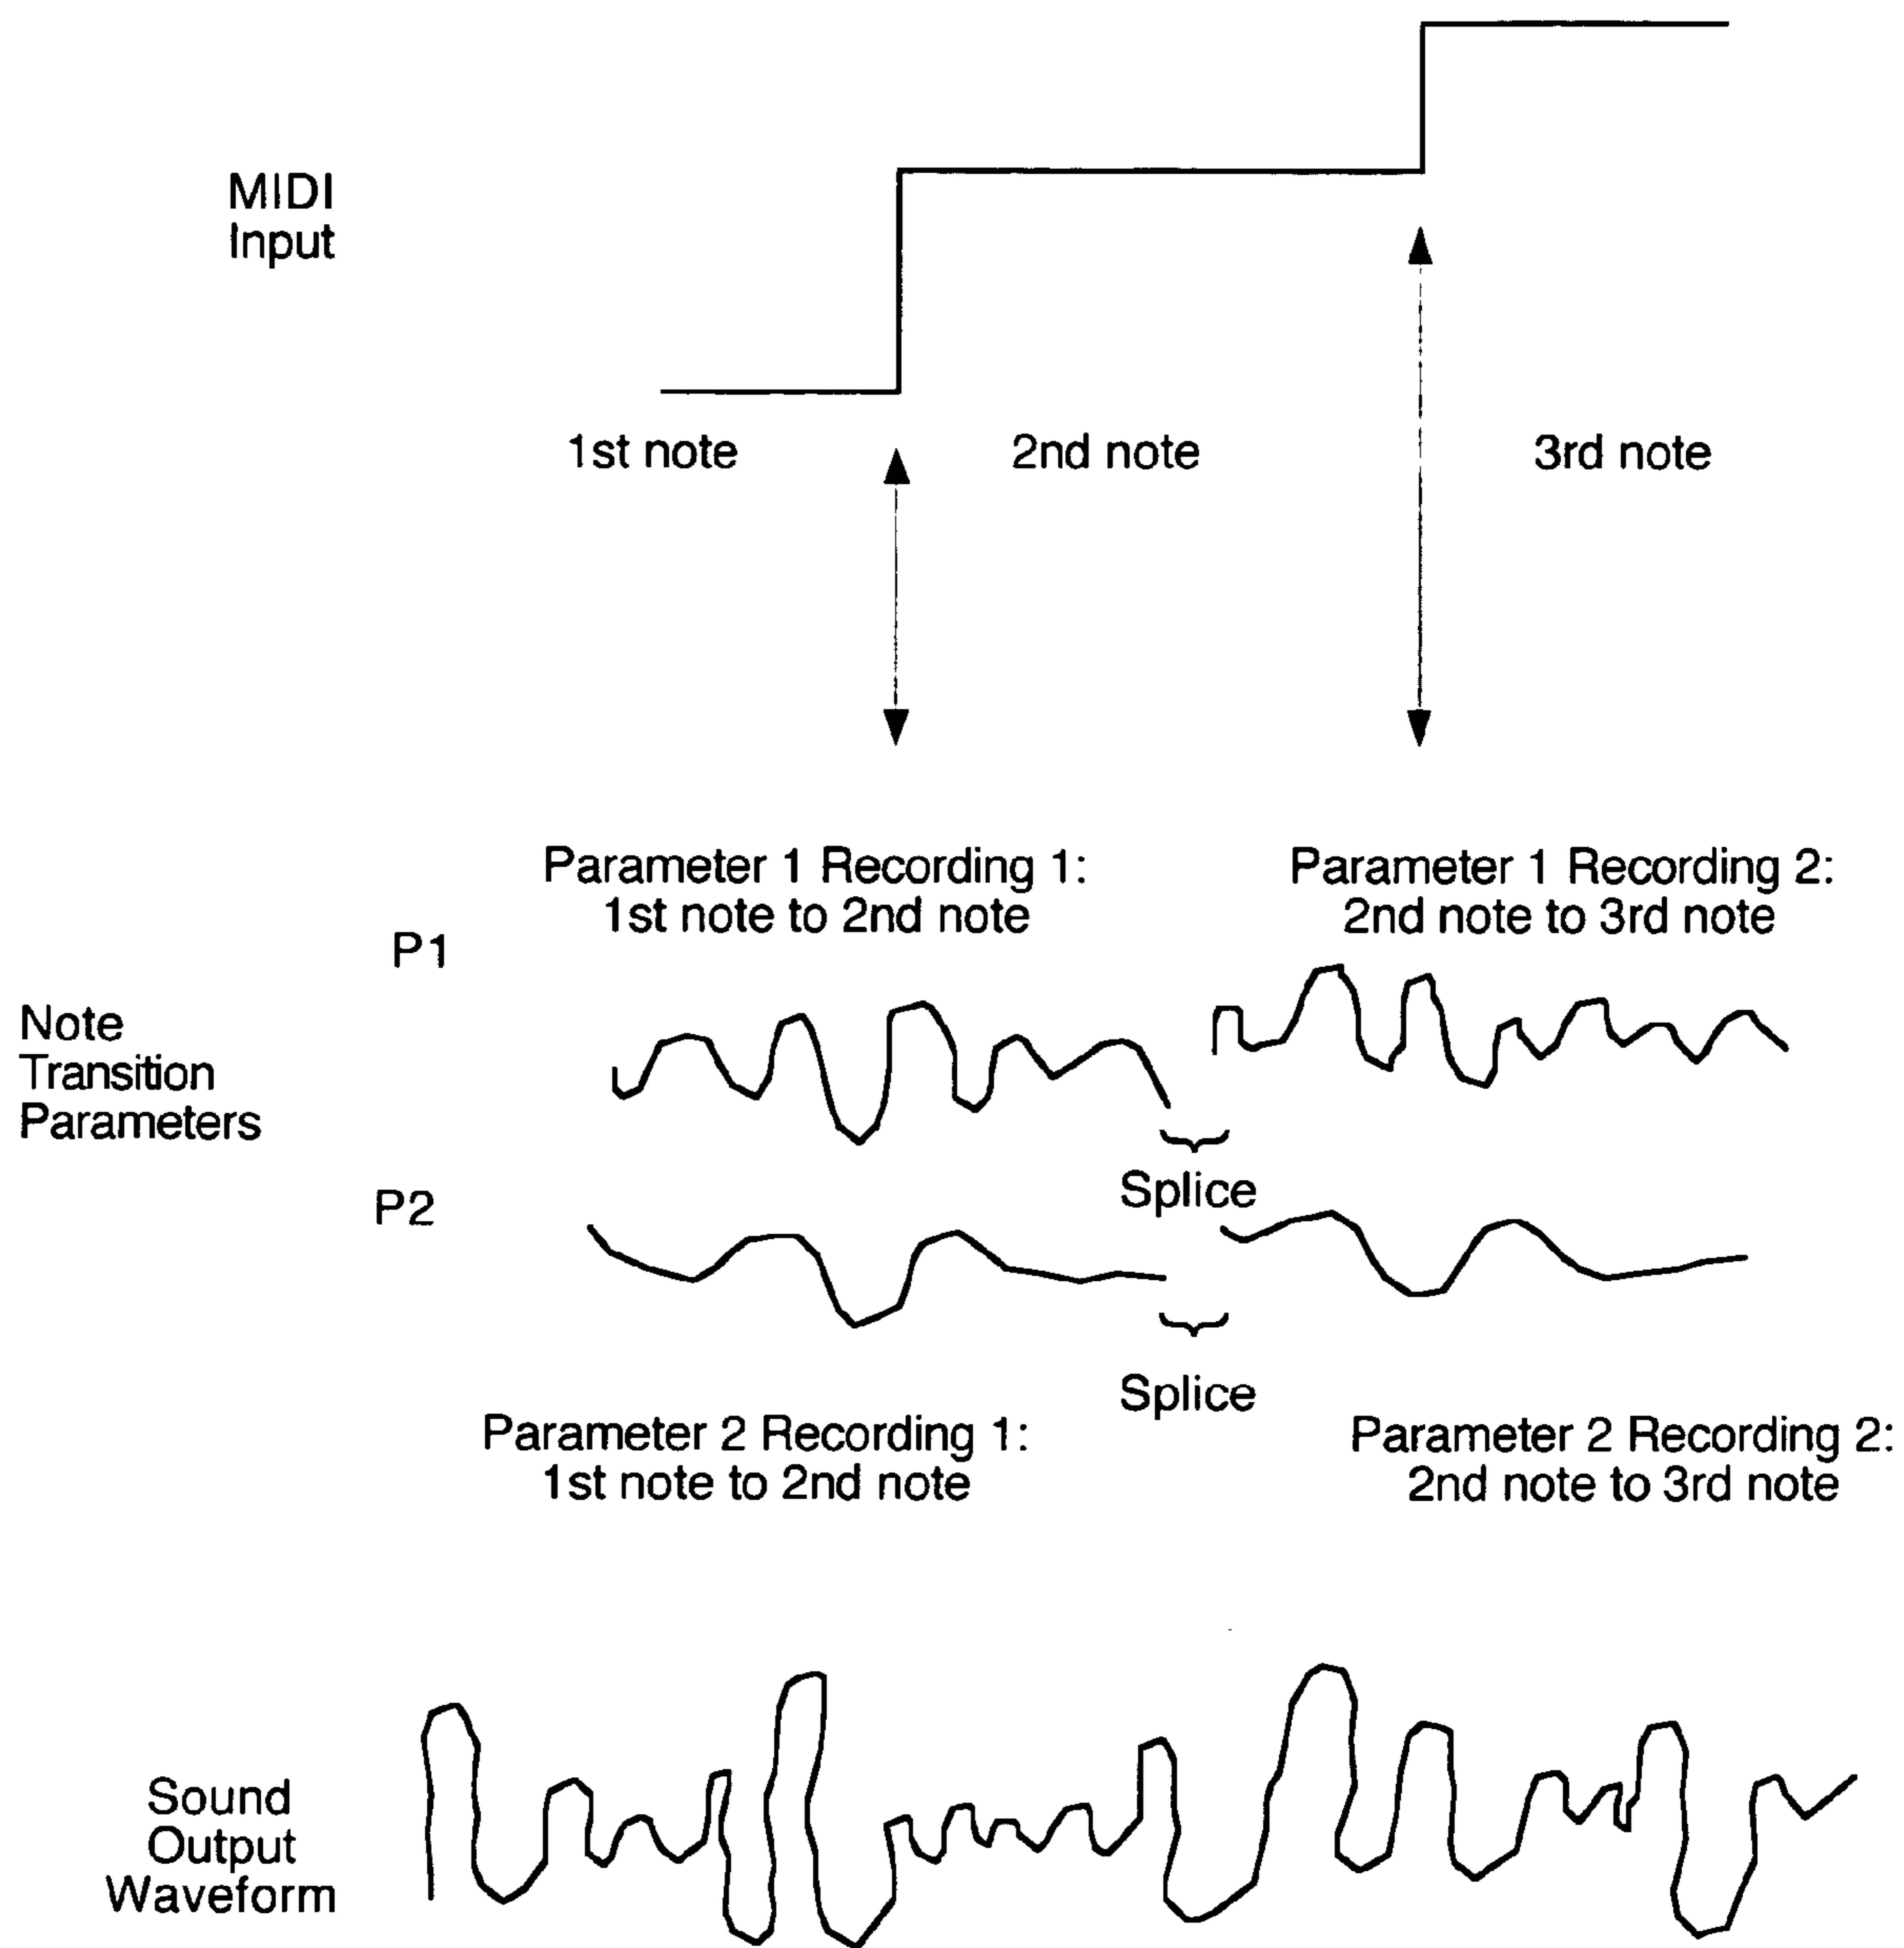 MIDI
Input
1st note
2nd note
3rd note
Parameter 1 Recording 1:
1st note to 2nd note
Parameter 1 Recording 2:
2nd note to 3rd note
P1
Note
Transition
Parameters
Splice
P2
Splice
Parameter 2 Recording 1:
1st note to 2nd note
Parameter 2 Recording 2:
2nd note to 3rd note
Sound
Output
Waveform